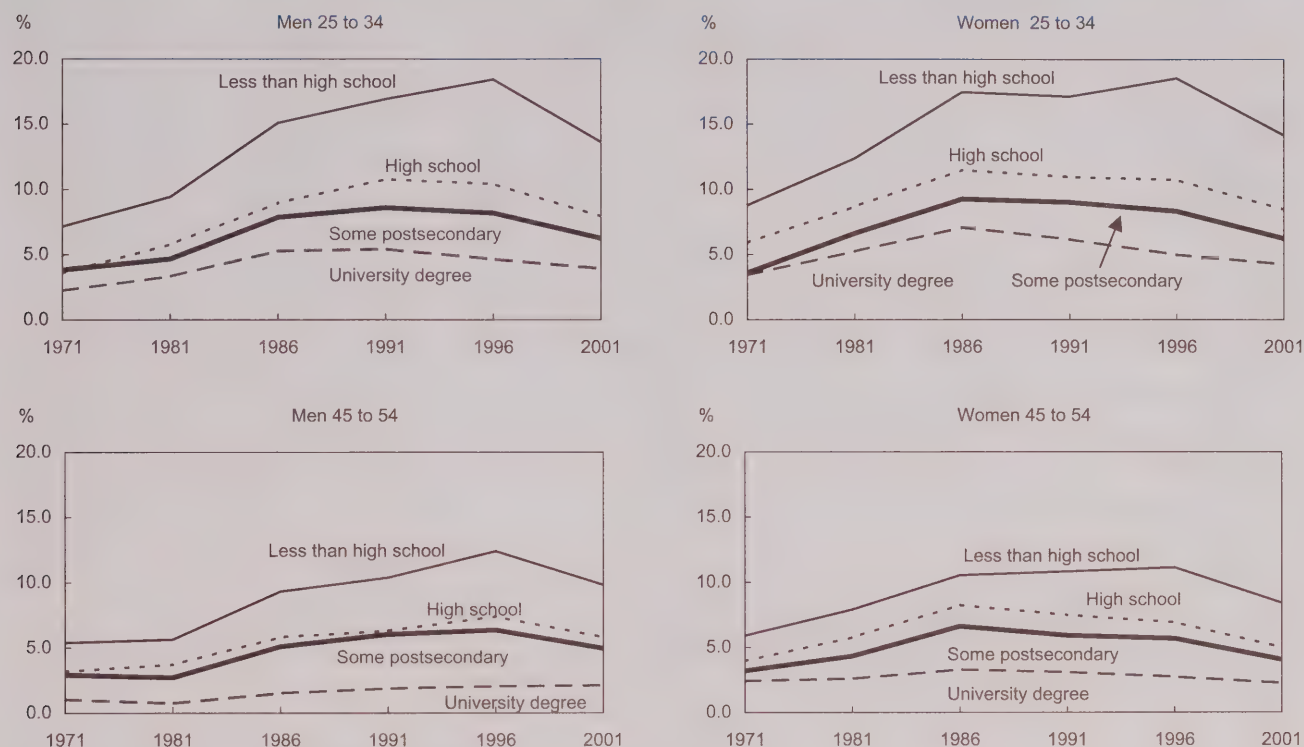 %
Men 25 to 34
20.0
15.0
10.0
5.0
0.0
Less than high school
High school
Some postsecondary
University degree
1971 1981 1986 1991 1996 2001
%
Women 25 to 34
20.0
15.0
10.0
5.0
0.0
Less than high school
High school
University degree
Some postsecondary
1971 1981 1986 1991 1996 2001
%
Men 45 to 54
20.0
15.0
10.0
5.0
0.0
Less than high school
High school
Some postsecondary
University degree
1971 1981 1986 1991 1996 2001
%
Women 45 to 54
20.0
15.0
10.0
5.0
0.0
Less than high school
High school
Some postsecondary
University degree
1971 1981 1986 1991 1996 2001